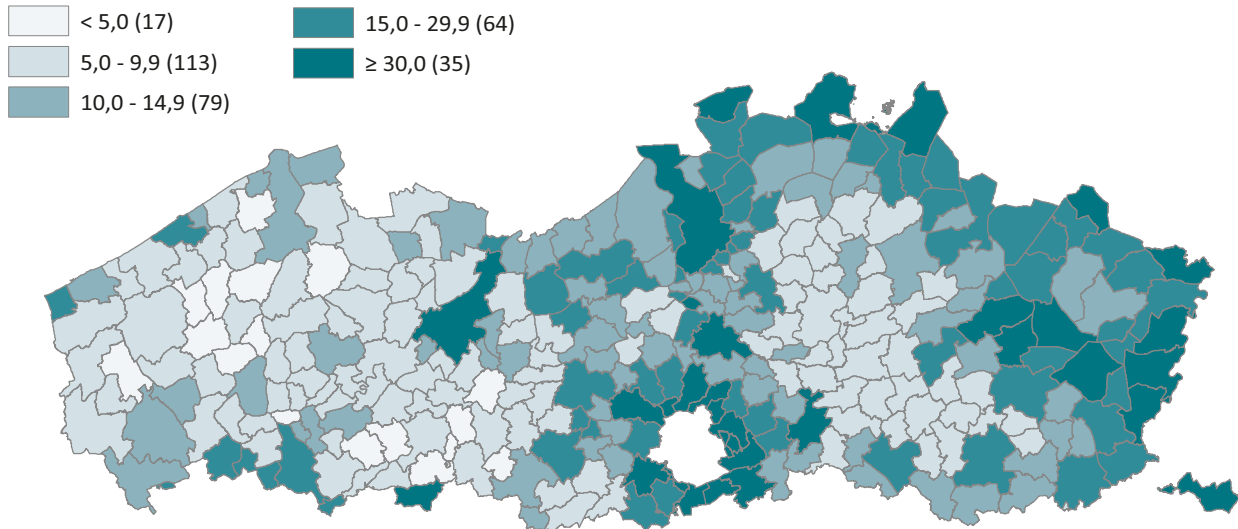 < 5,0 (17)
5,0 - 9,9 (113)
10,0 - 14,9 (79)
15,0 - 29,9 (64)
≥ 30,0 (35)